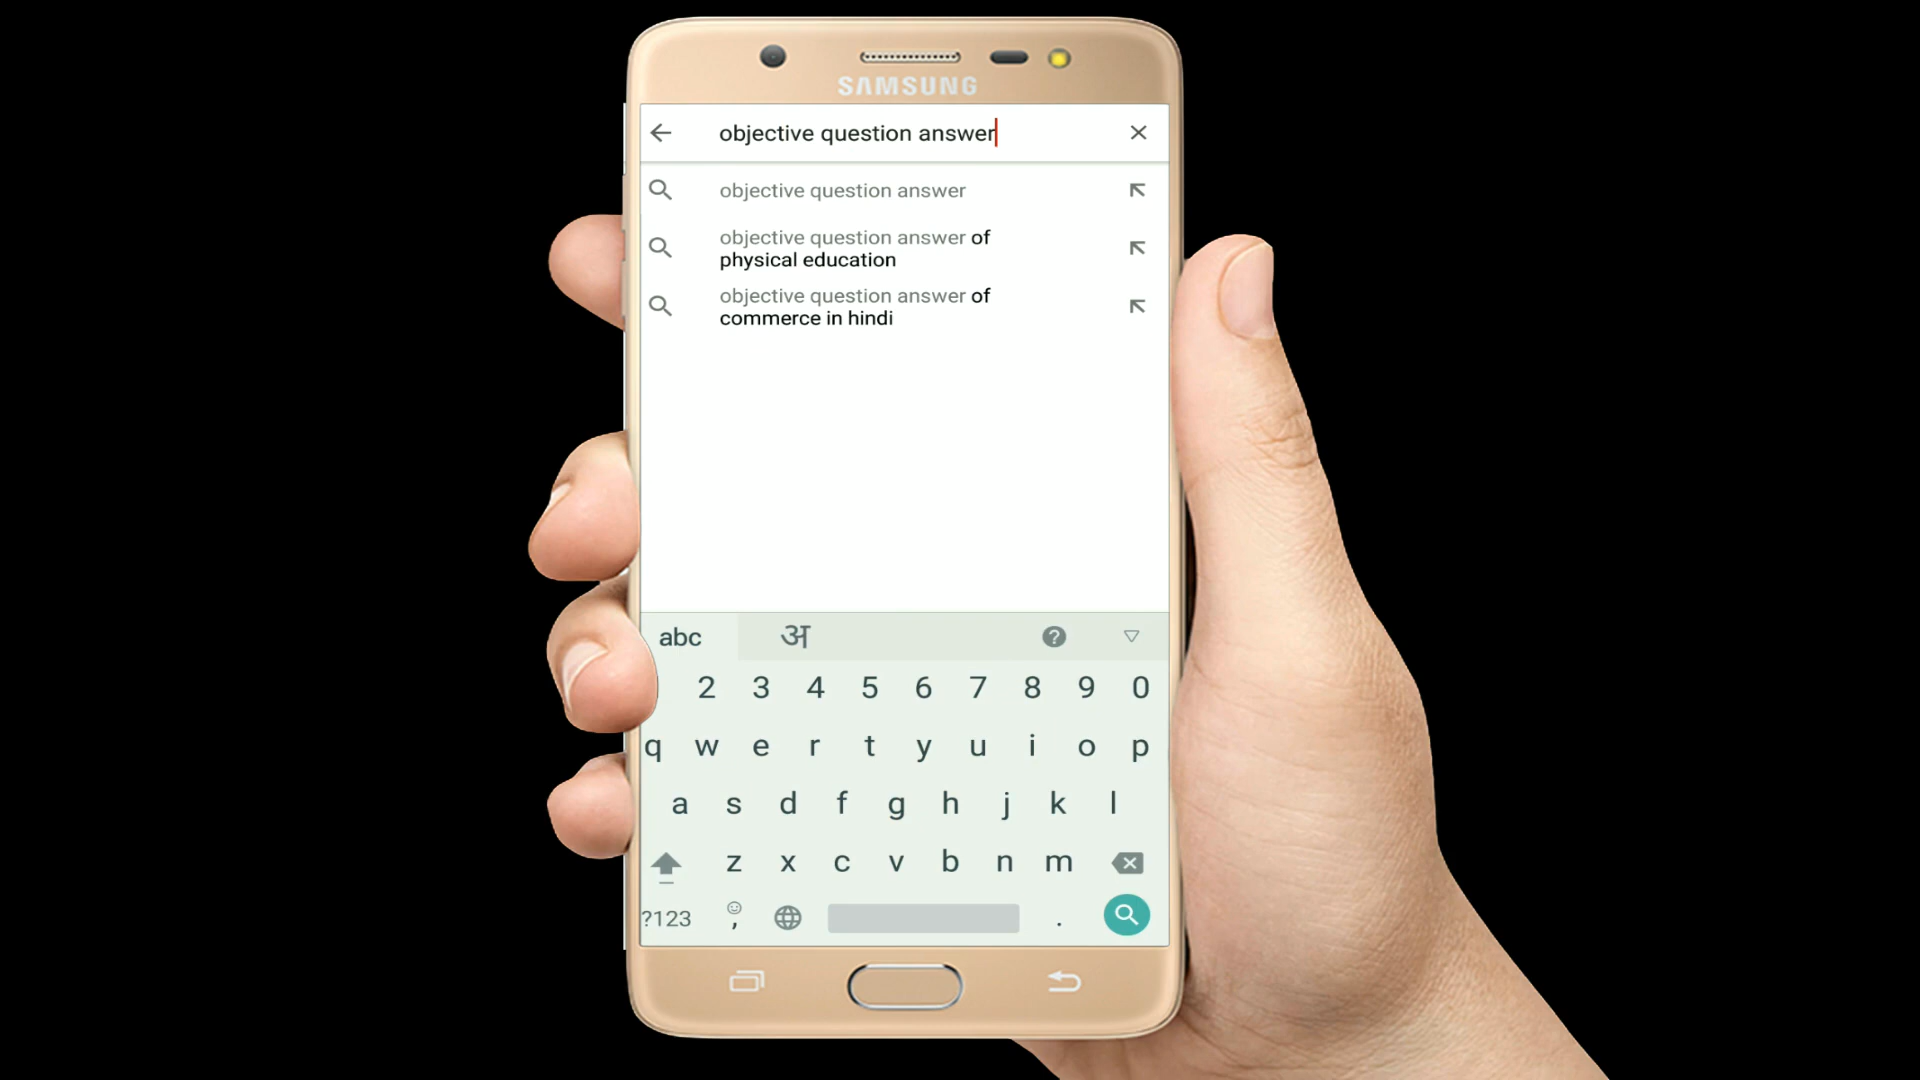 SAMSUNG
objective question answer
objective question answer
objective question answer of
physical education
objective question answer of
commerce in hindi
abc अ ?
2 3 4 5 6 7 8 9 0
q w e r t y u i o p
a s d f g h j k l
z x c v b n m
?123 , .